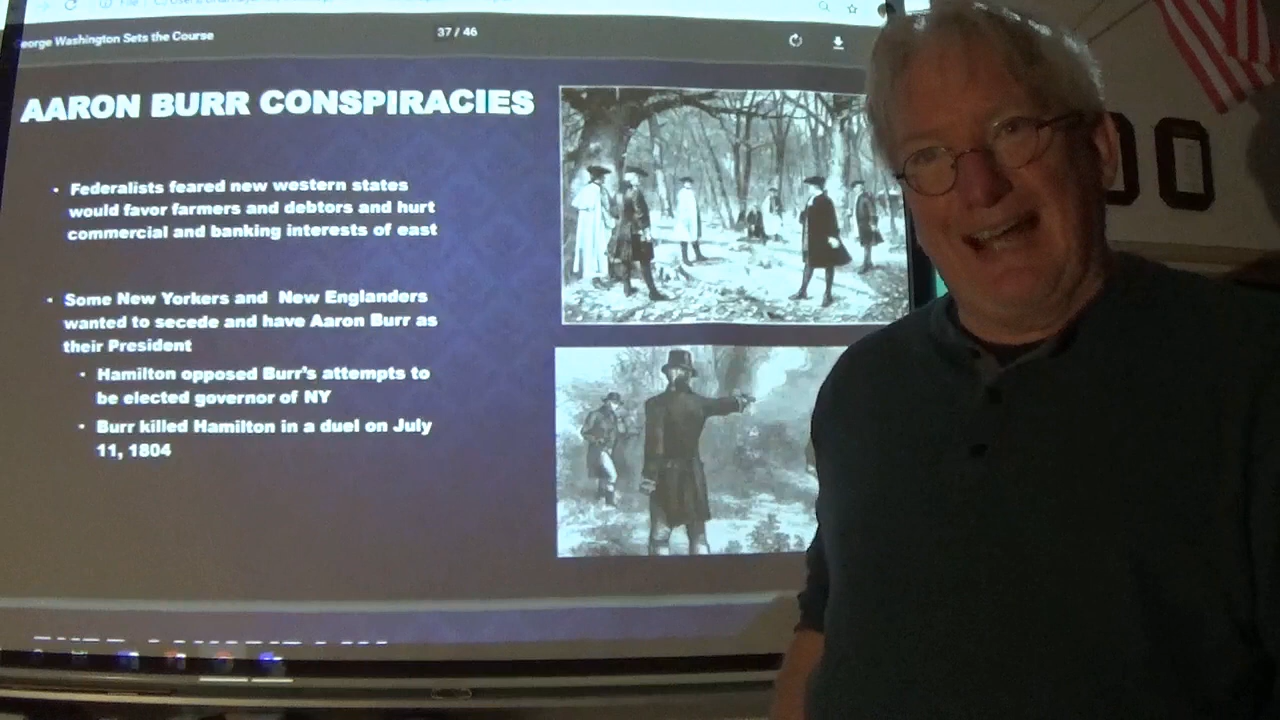 eorge Washington Sets the Course
37 / 46
AARON BURR CONSPIRACIES
• Federalists feared new western states
would favor farmers and debtors and hurt
commercial and banking interests of east
• Some New Yorkers and New Englanders
wanted to secede and have Aaron Burr as
their President
• Hamilton opposed Burr's attempts to
be elected governor of NY
• Burr killed Hamilton in a duel on July
11, 1804